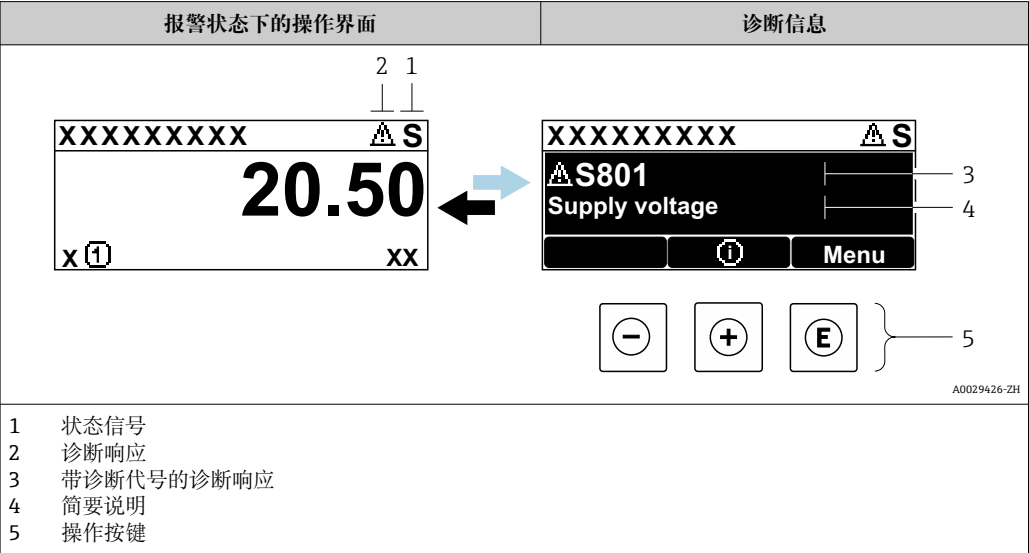 报警状态下的操作界面
诊断信息
2 1
XXXXXXXXX ⚠ S
20.50
x 1
XX
XXXXXXXXX ⚠ S
⚠S801
3
Supply voltage
4
i Menu
− + E
5
A0029426-ZH
1 状态信号
2 诊断响应
3 带诊断代号的诊断响应
4 简要说明
5 操作按键